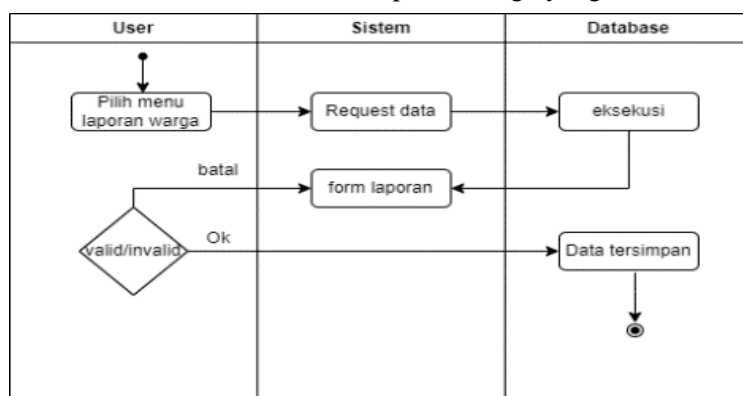 User
Sistem
Database
Pilih menu
laporan warga
Request data
eksekusi
batal
form laporan
valid/invalid
Ok
Data tersimpan